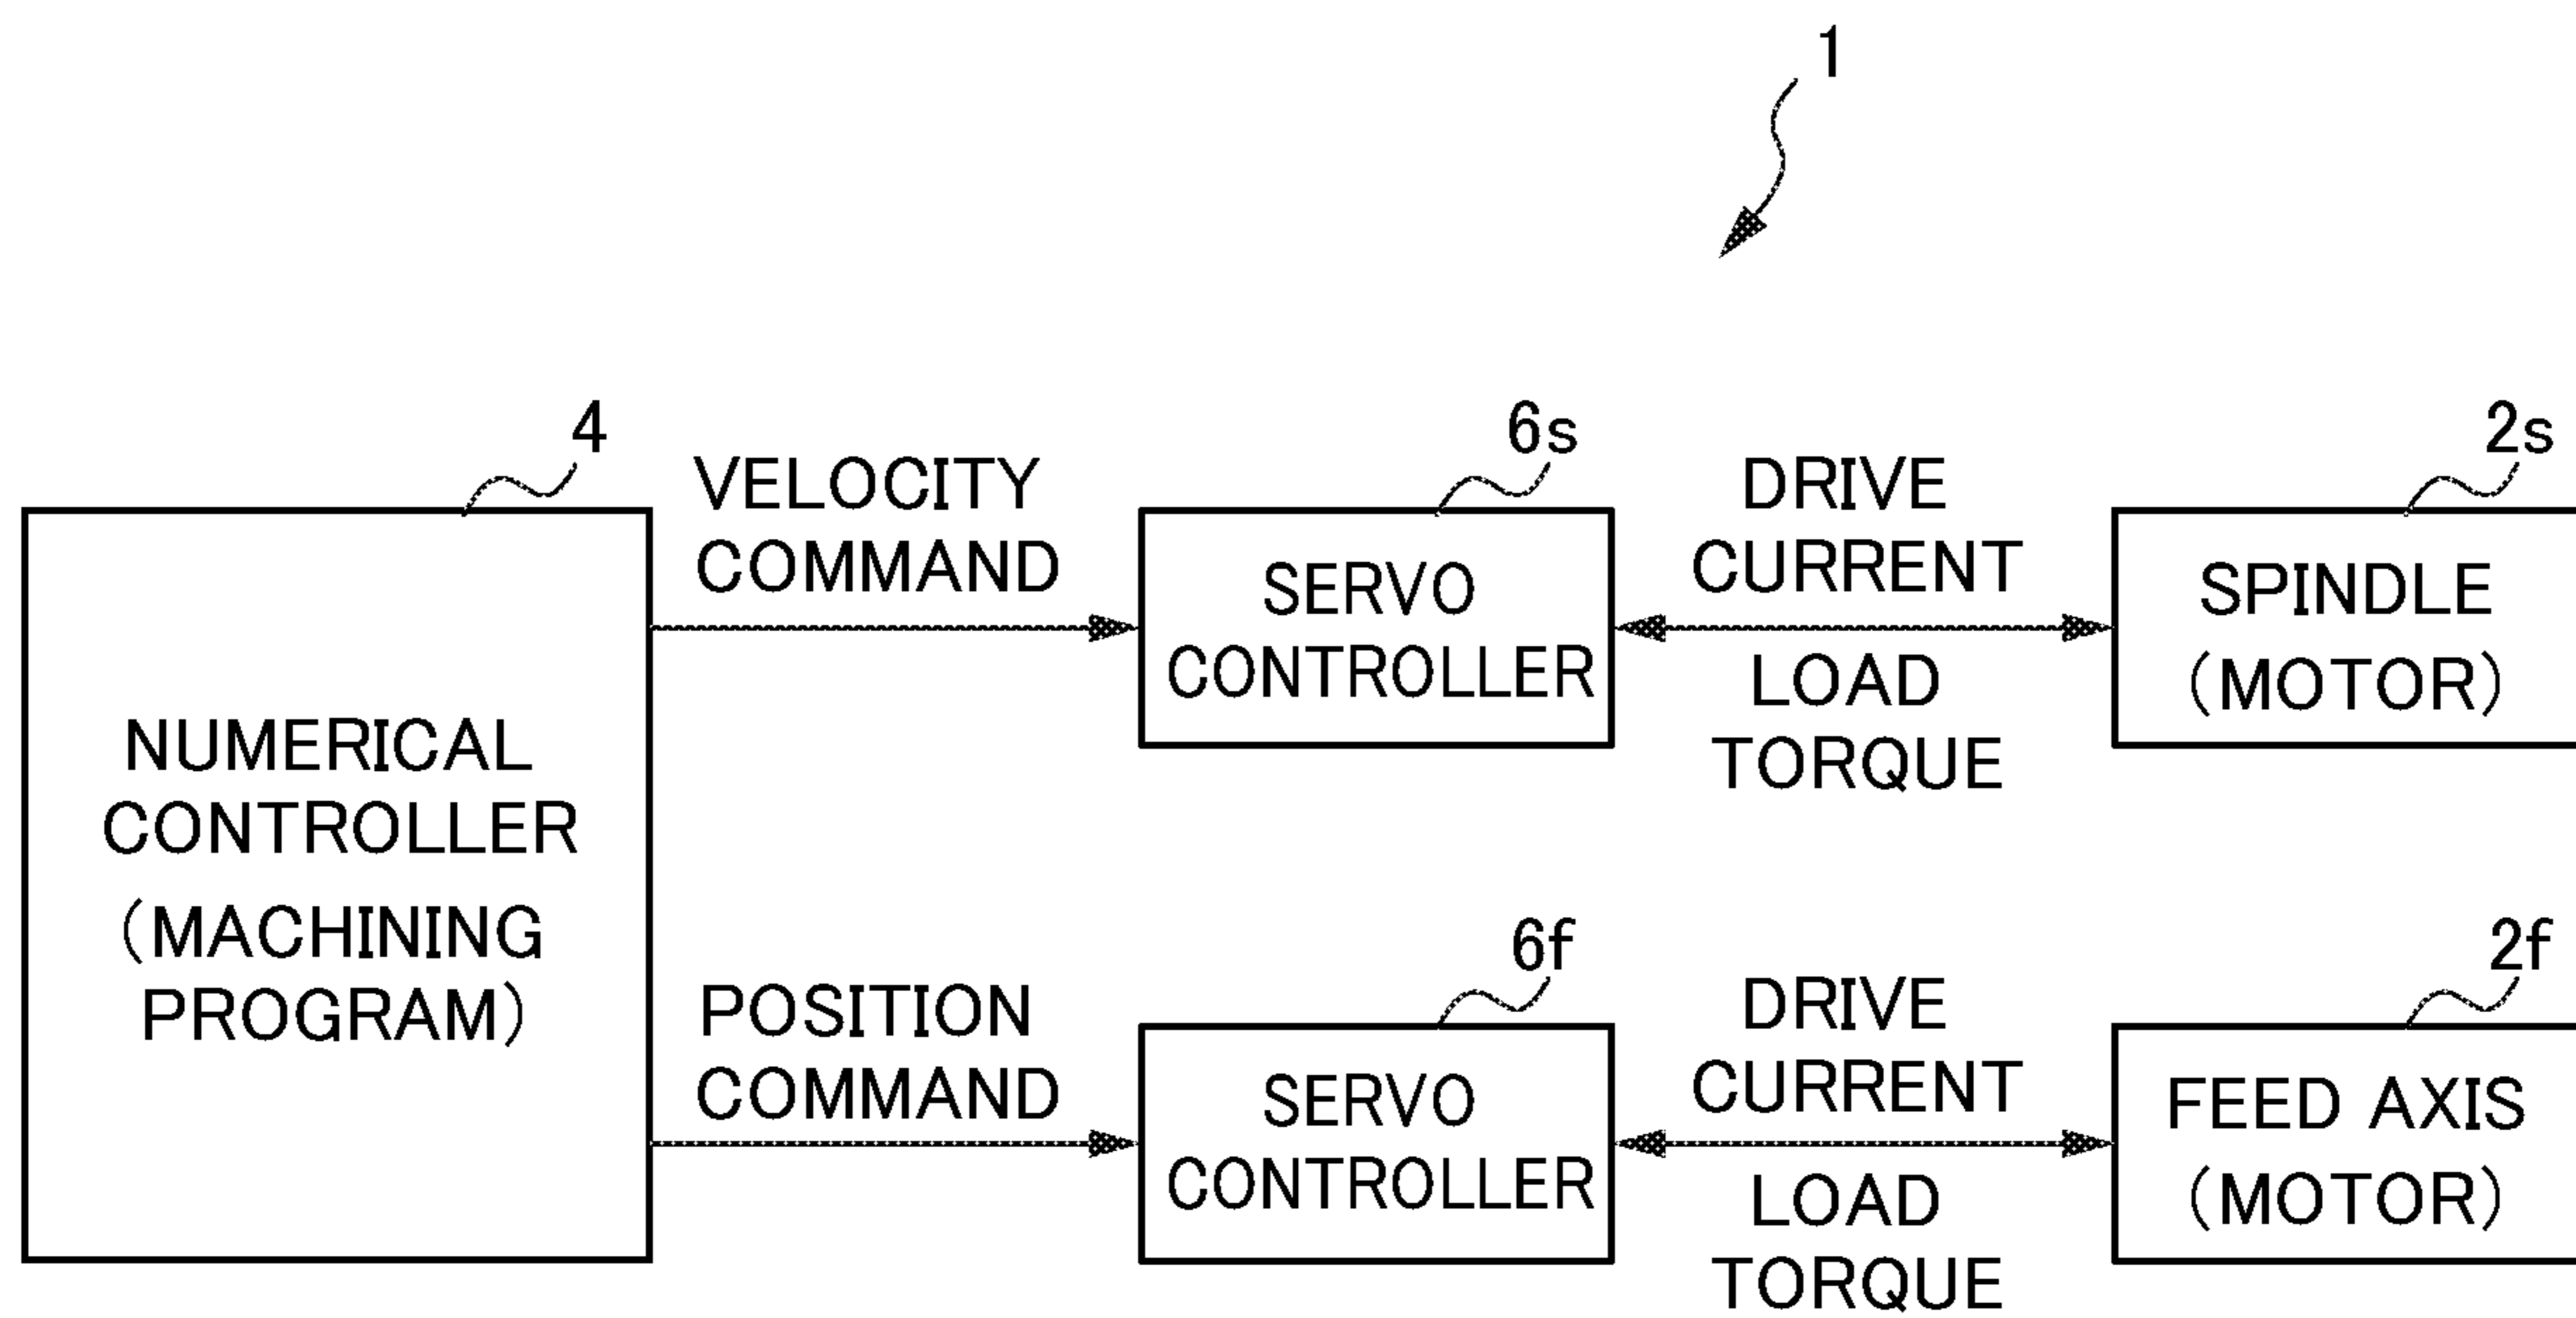 1
4
VELOCITY
COMMAND
6s
DRIVE
CURRENT
2s
SERVO
CONTROLLER
LOAD
TORQUE
SPINDLE
(MOTOR)
NUMERICAL
CONTROLLER
(MACHINING
PROGRAM)
POSITION
COMMAND
6f
DRIVE
CURRENT
2f
SERVO
CONTROLLER
LOAD
TORQUE
FEED AXIS
(MOTOR)